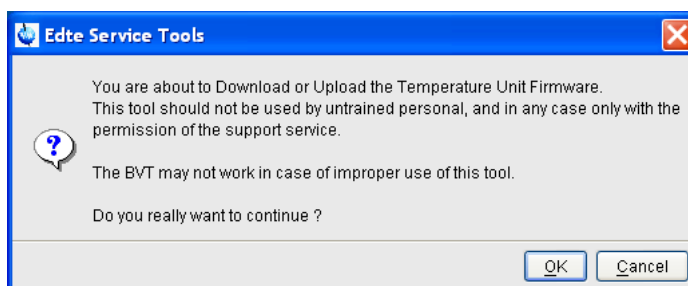 Edte Service Tools
You are about to Download or Upload the Temperature Unit Firmware.
This tool should not be used by untrained personal, and in any case only with the
permission of the support service.
The BVT may not work in case of improper use of this tool.
Do you really want to continue ?
OK
Cancel